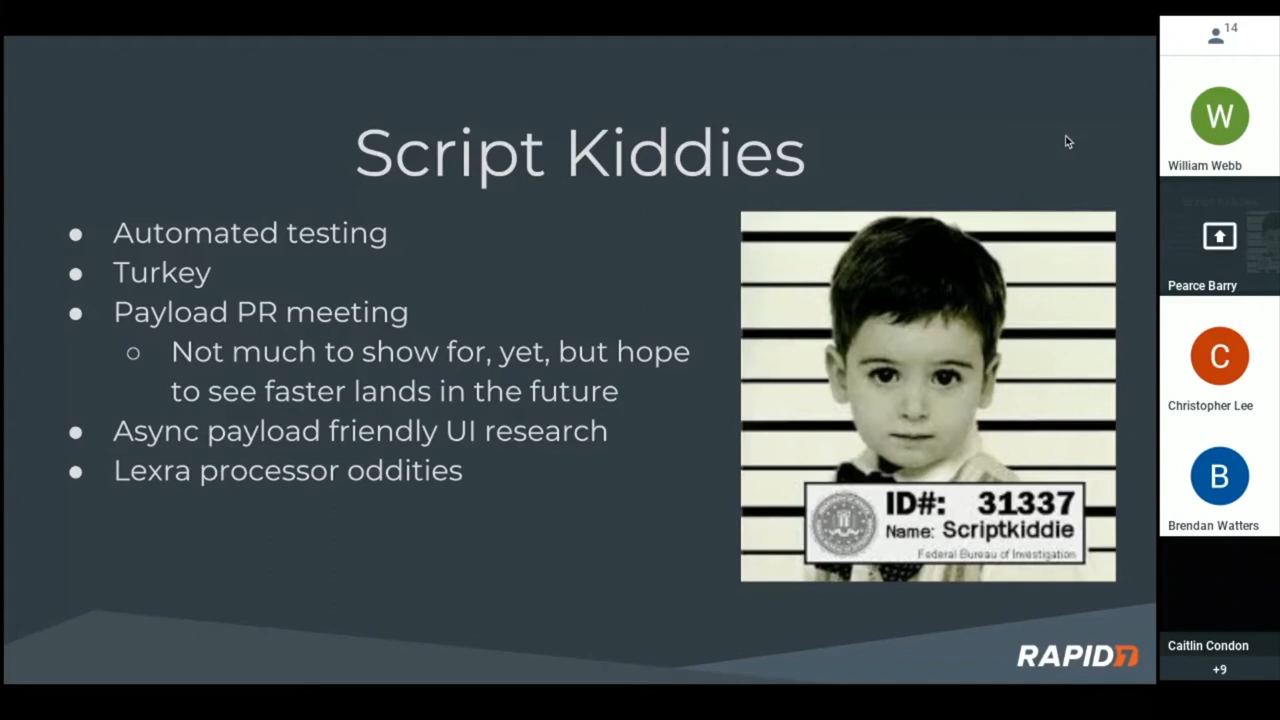 Script Kiddies
Automated testing
Turkey
Payload PR meeting
Not much to show for, yet, but hope
to see faster lands in the future
Async payload friendly UI research
Lexra processor oddities
ID#: 31337
Name: Scriptkiddie
Federal Bureau of Investigation
RAPID7
14
W
William Webb
Pearce Barry
C
Christopher Lee
B
Brendan Watters
Caitlin Condon
+9